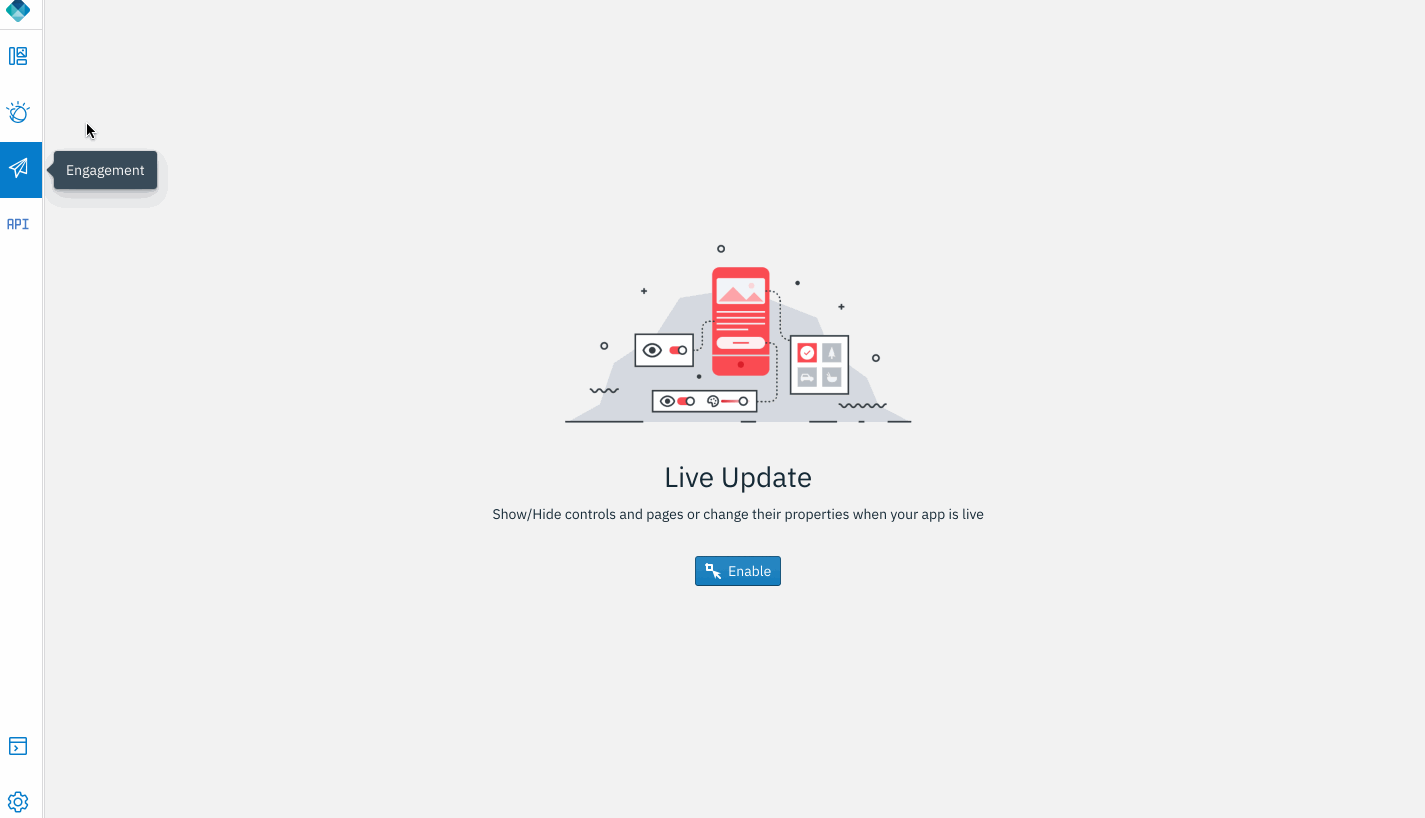 Engagement
API
Live Update
Show/Hide controls and pages or change their properties when your app is live
Enable